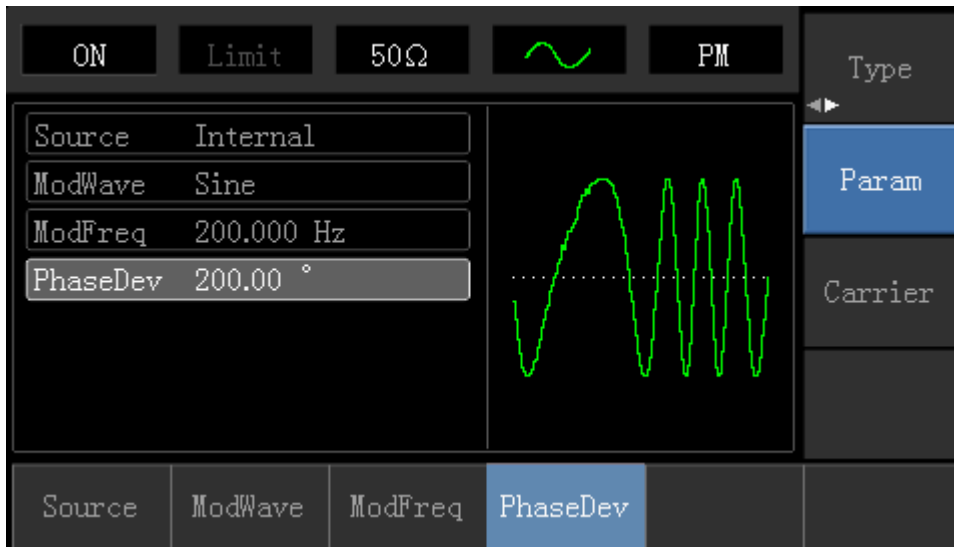 ON Limit 50Ω PM
Type
Source Internal
ModWave Sine
ModFreq 200.000 Hz
PhaseDev 200.00 °
Param
Carrier
Source ModWave ModFreq PhaseDev